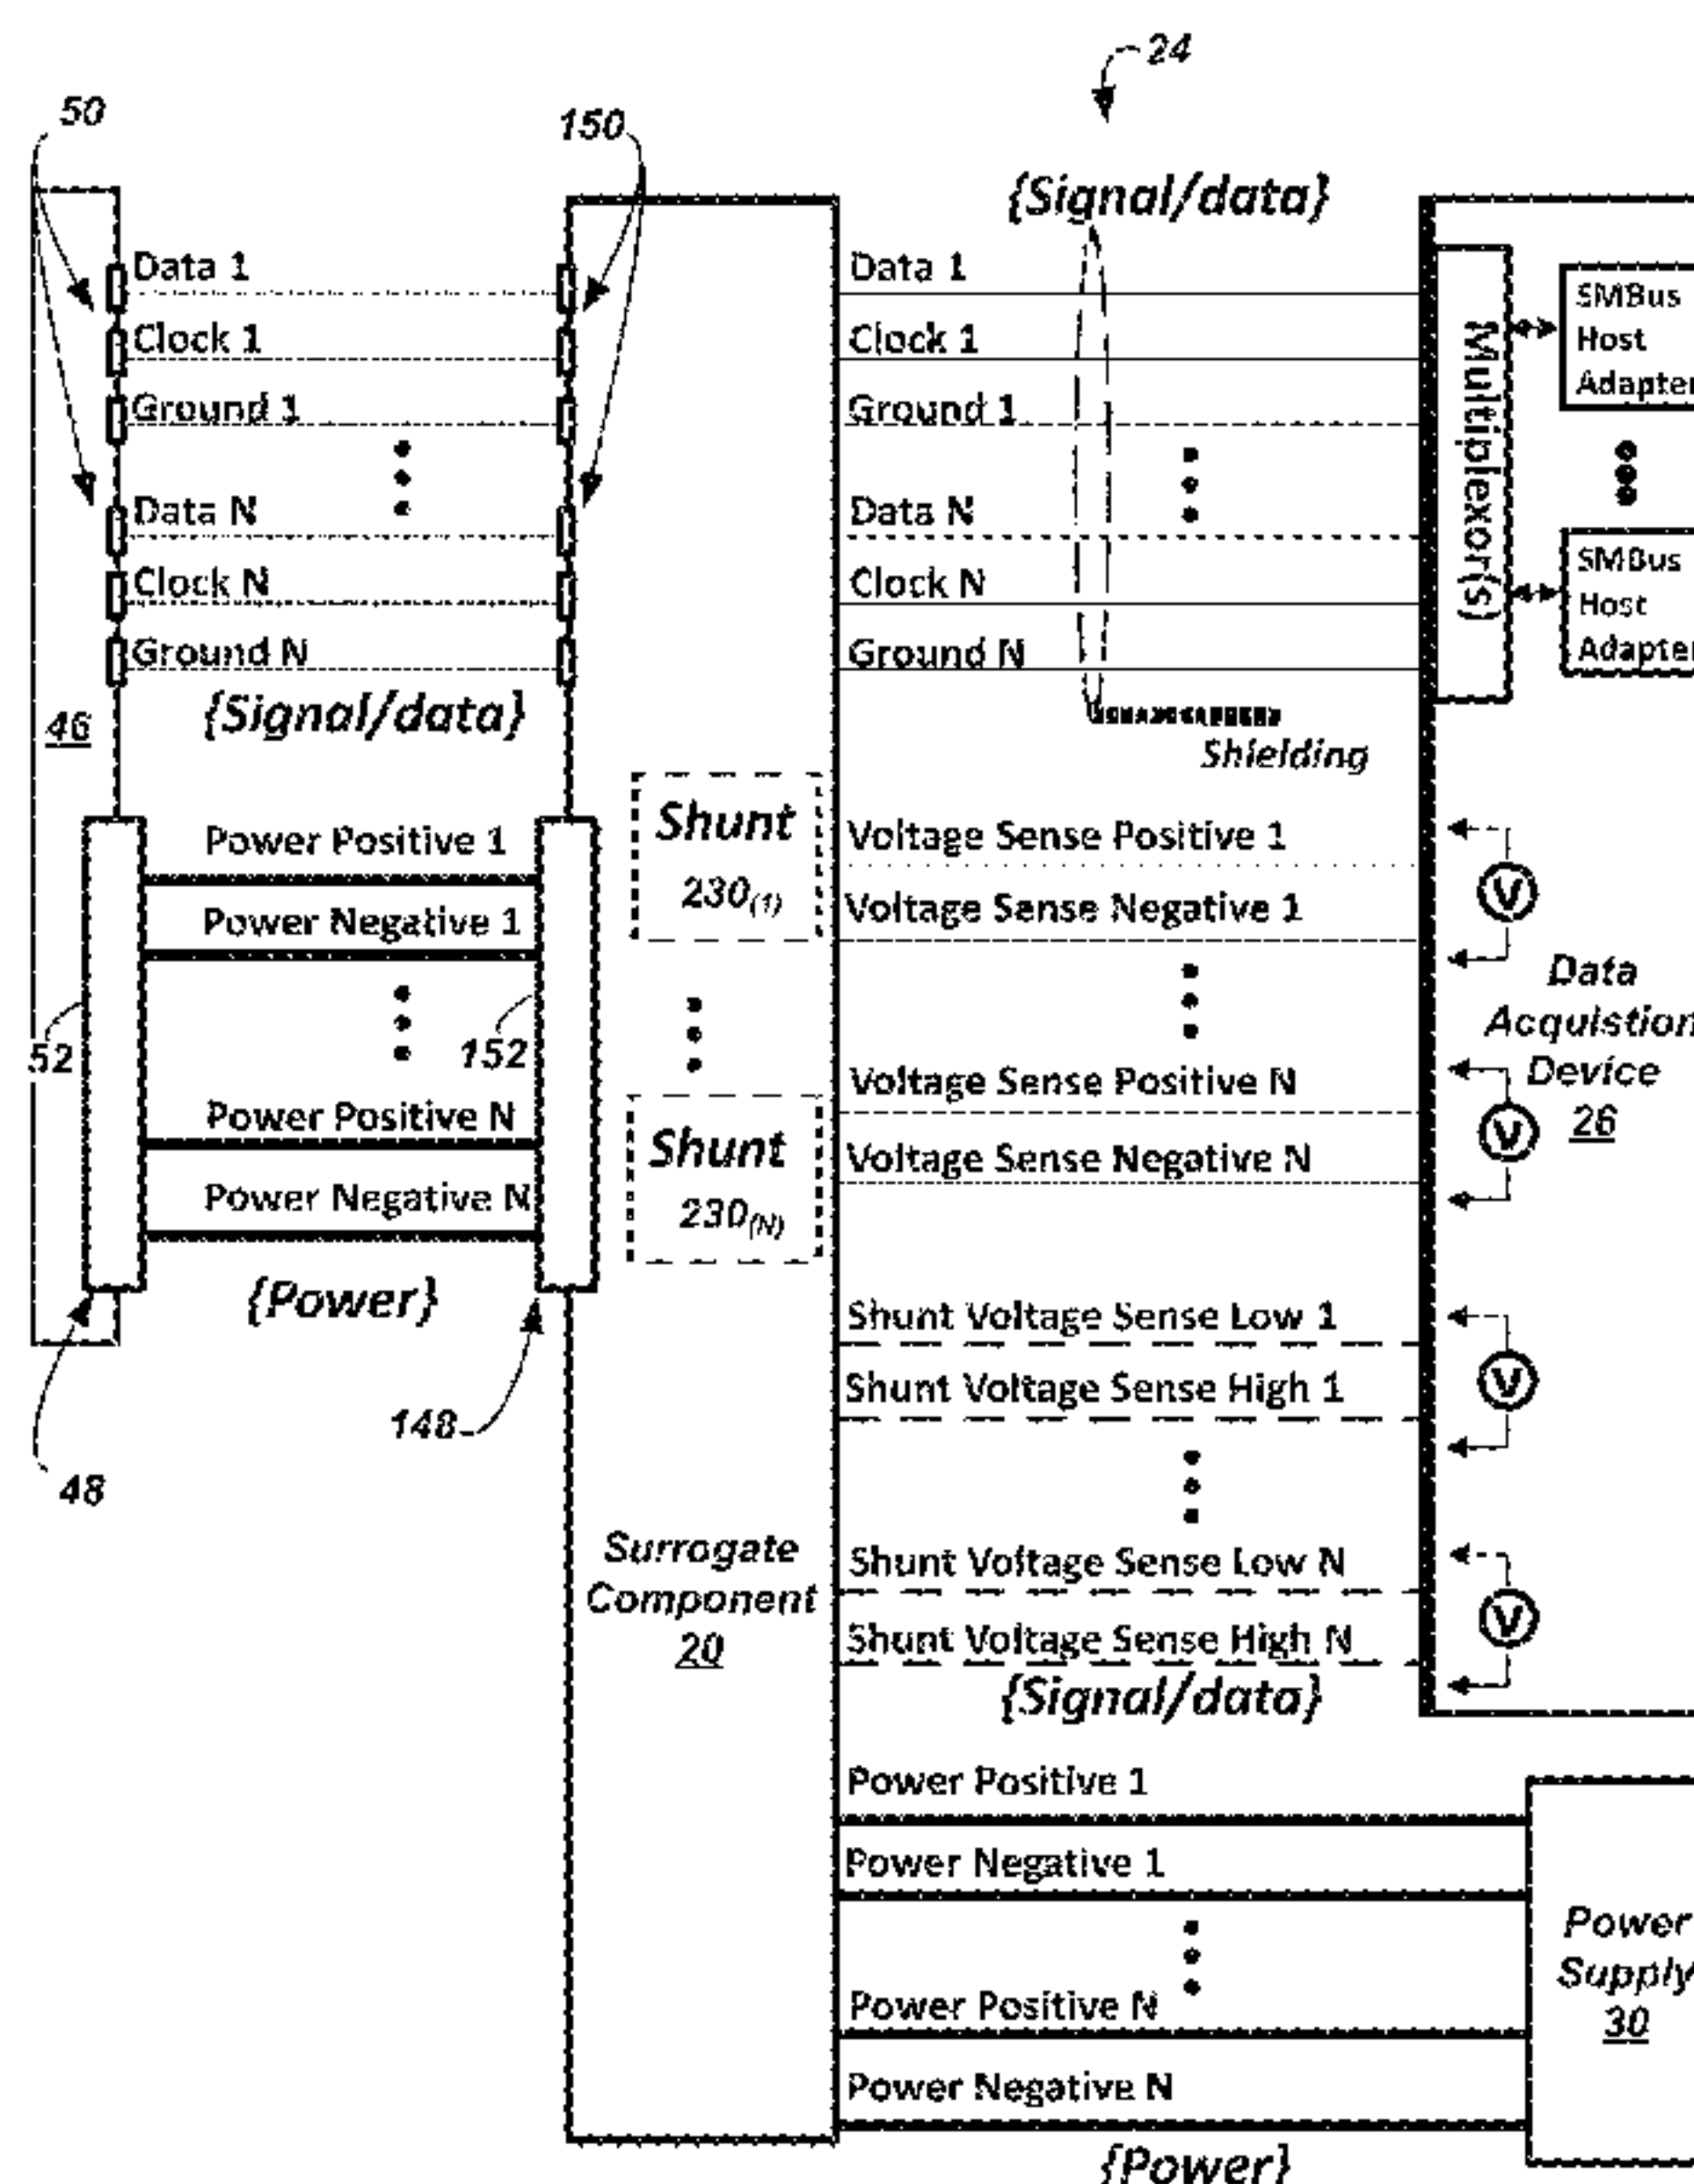 24
50
150
{Signal/data}
Data 1
Clock 1
Ground 1
Data N
Clock N
Ground N
{Signal/data}
46
Data 1
Clock 1
Ground 1
Data N
Clock N
Ground N
Shielding
Multiplexor(s)
SMBus
Host
Adapter
SMBus
Host
Adapter
Power Positive 1
Power Negative 1
52
152
Power Positive N
Power Negative N
{Power}
48
148
Shunt
230(1)
Shunt
230(N)
Voltage Sense Positive 1
Voltage Sense Negative 1
Voltage Sense Positive N
Voltage Sense Negative N
Shunt Voltage Sense Low 1
Shunt Voltage Sense High 1
Shunt Voltage Sense Low N
Shunt Voltage Sense High N
{Signal/data}
V
V
V
V
Data
Acquistion
Device
26
Surrogate
Component
20
Power Positive 1
Power Negative 1
Power Positive N
Power Negative N
{Power}
Power
Supply
30